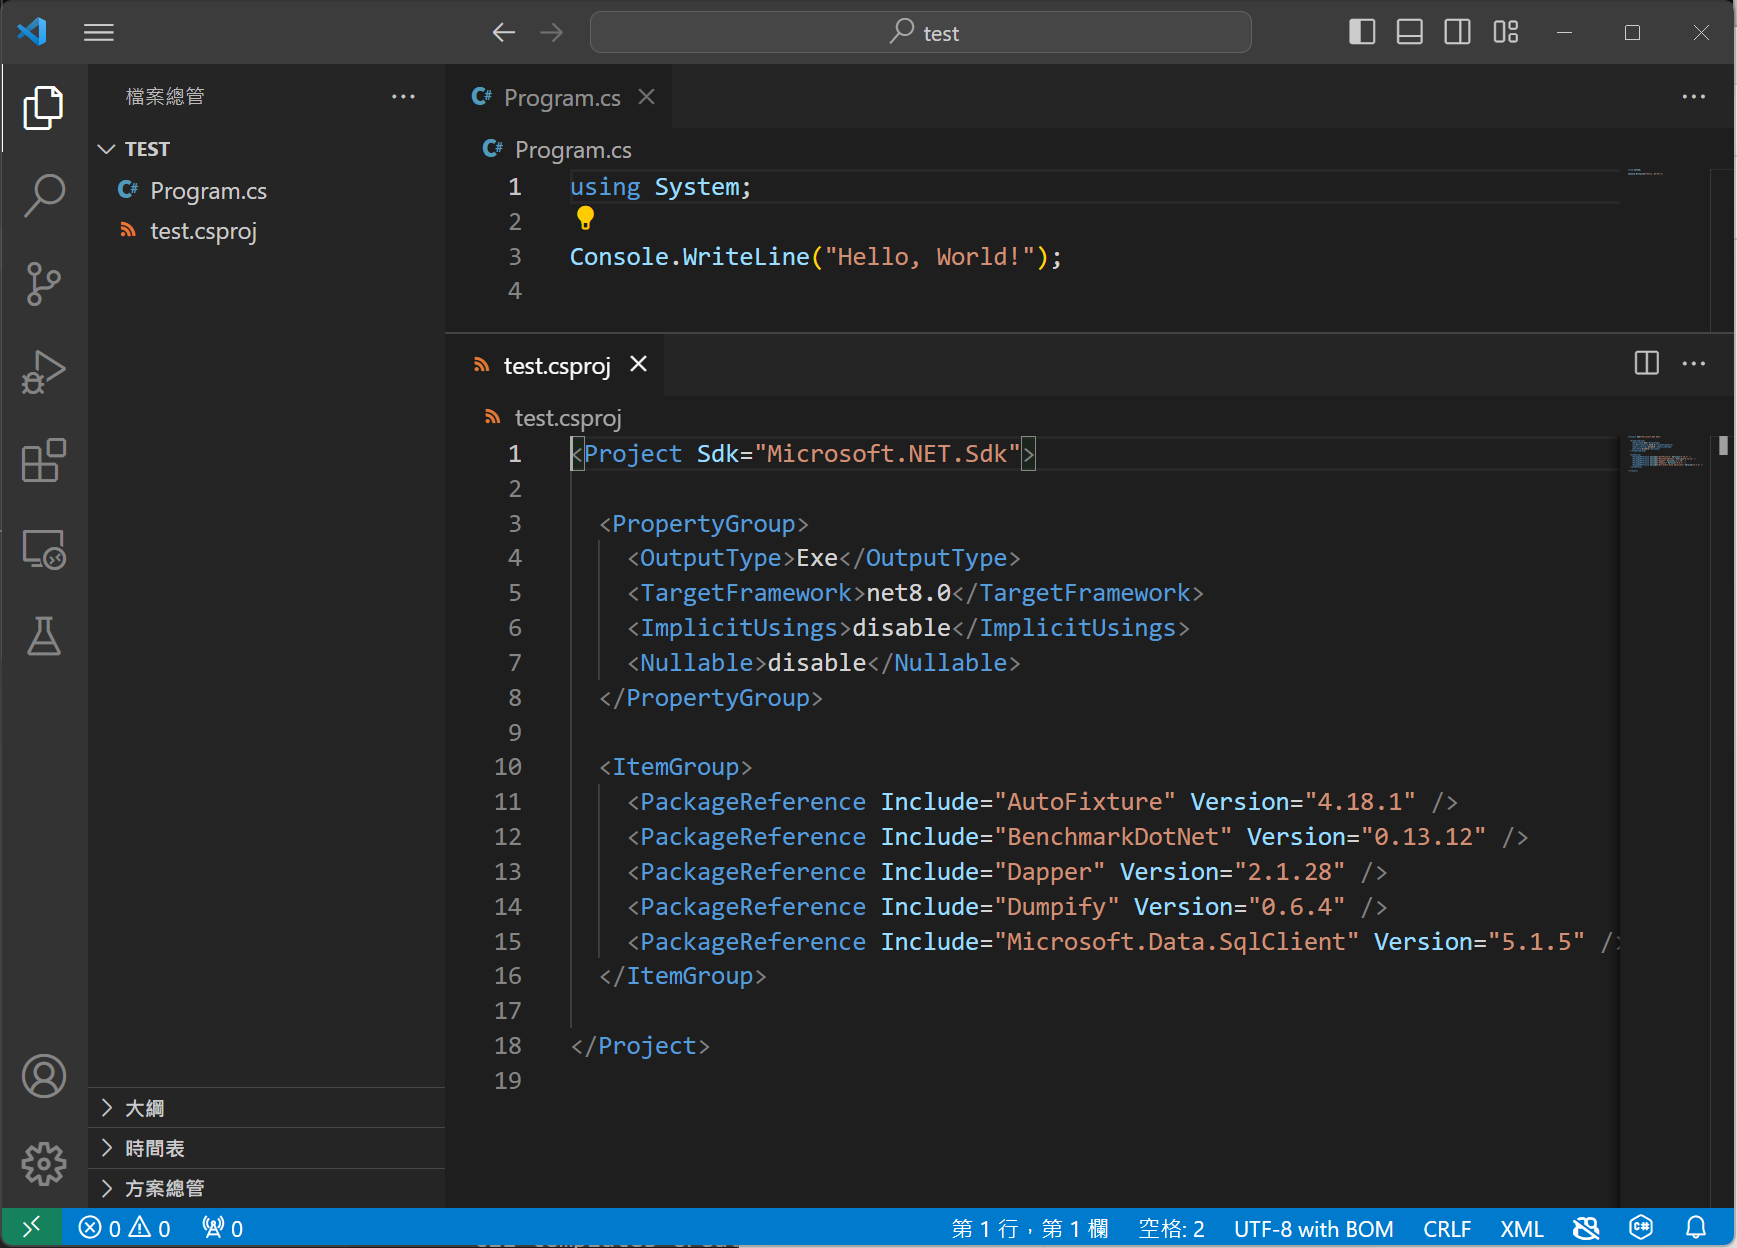 test
檔案總管
TEST
Program.cs
test.csproj
大綱
時間表
方案總管
Program.cs
Program.cs
1 using System;
2
3 Console.WriteLine("Hello, World!");
4
test.csproj
test.csproj
1 <Project Sdk="Microsoft.NET.Sdk">
2
3 <PropertyGroup>
4 <OutputType>Exe</OutputType>
5 <TargetFramework>net8.0</TargetFramework>
6 <ImplicitUsings>disable</ImplicitUsings>
7 <Nullable>disable</Nullable>
8 </PropertyGroup>
9
10 <ItemGroup>
11 <PackageReference Include="AutoFixture" Version="4.18.1" />
12 <PackageReference Include="BenchmarkDotNet" Version="0.13.12" />
13 <PackageReference Include="Dapper" Version="2.1.28" />
14 <PackageReference Include="Dumpify" Version="0.6.4" />
15 <PackageReference Include="Microsoft.Data.SqlClient" Version="5.1.5" />
16 </ItemGroup>
17
18 </Project>
19
0 0 0 第 1 行，第 1 欄 空格: 2 UTF-8 with BOM CRLF XML